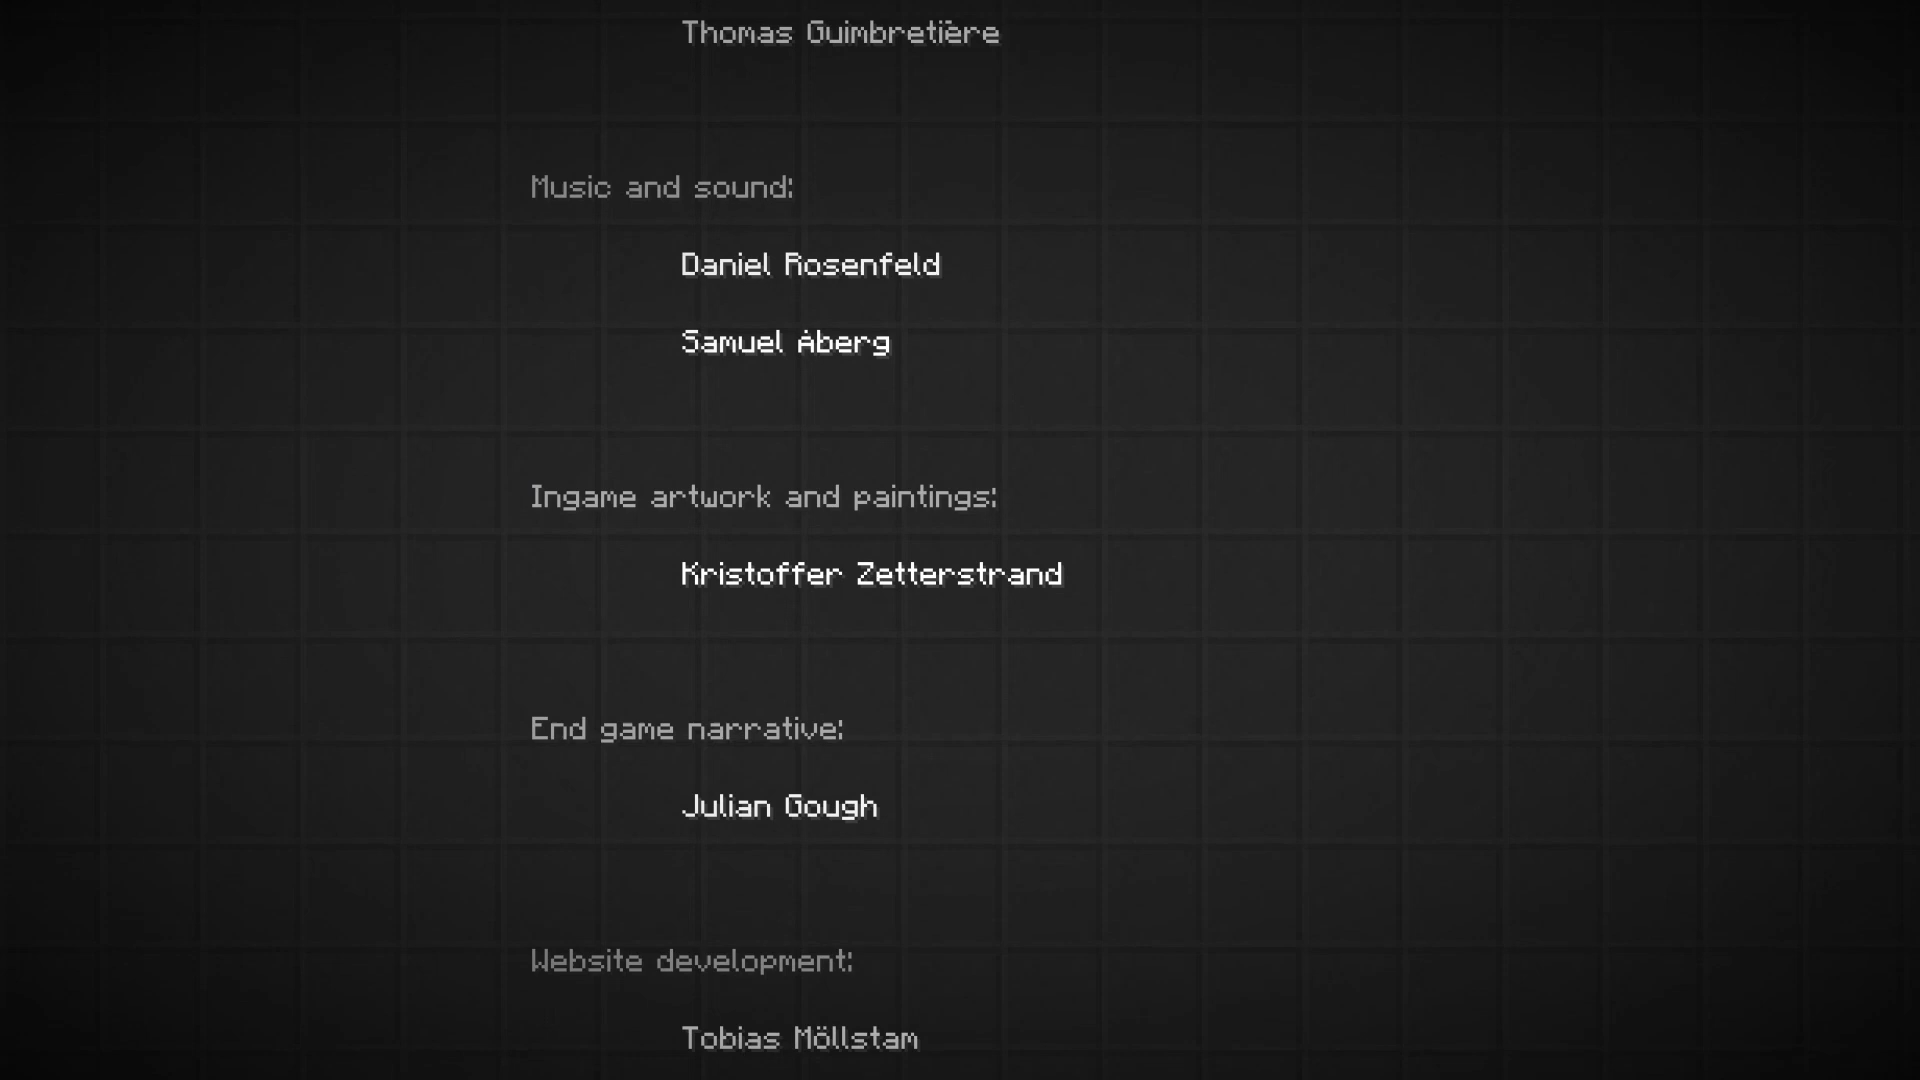 Thomas Guimbretière
Music and sound:
Daniel Rosenfeld
Samuel Åberg
Ingame artwork and paintings:
Kristoffer Zetterstrand
End game narrative:
Julian Gough
Website development:
Tobias Möllstam